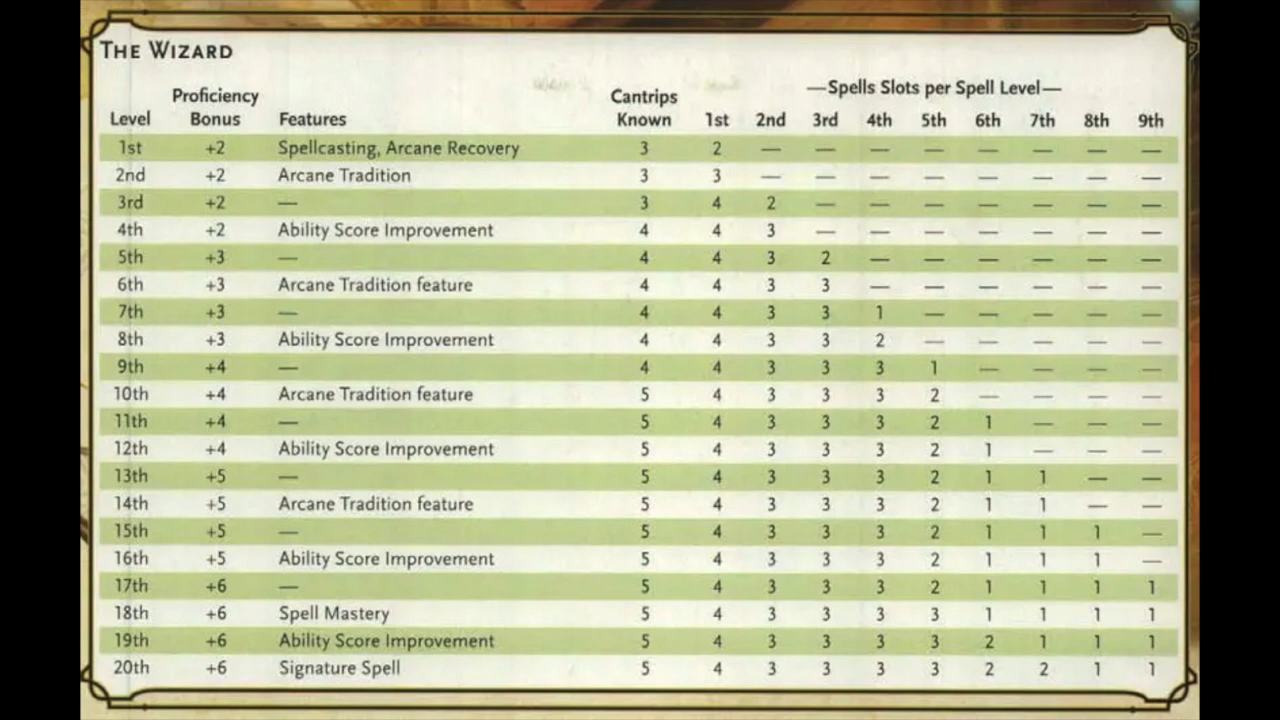 The Wizard
—Spells Slots per Spell Level—
Proficiency Cantrips
Level Bonus Features Known 1st 2nd 3rd 4th 5th 6th 7th 8th 9th
1st +2 Spellcasting, Arcane Recovery 3 2 — — — — — — — —
2nd +2 Arcane Tradition 3 3 — — — — — — — —
3rd +2 — 3 4 2 — — — — — — —
4th +2 Ability Score Improvement 4 4 3 — — — — — — —
5th +3 — 4 4 3 2 — — — — — —
6th +3 Arcane Tradition feature 4 4 3 3 — — — — — —
7th +3 — 4 4 3 3 1 — — — — —
8th +3 Ability Score Improvement 4 4 3 3 2 — — — — —
9th +4 — 4 4 3 3 3 1 — — — —
10th +4 Arcane Tradition feature 5 4 3 3 3 2 — — — —
11th +4 — 5 4 3 3 3 2 1 — — —
12th +4 Ability Score Improvement 5 4 3 3 3 2 1 — — —
13th +5 — 5 4 3 3 3 2 1 1 — —
14th +5 Arcane Tradition feature 5 4 3 3 3 2 1 1 — —
15th +5 — 5 4 3 3 3 2 1 1 1 —
16th +5 Ability Score Improvement 5 4 3 3 3 2 1 1 1 —
17th +6 — 5 4 3 3 3 2 1 1 1 1
18th +6 Spell Mastery 5 4 3 3 3 3 1 1 1 1
19th +6 Ability Score Improvement 5 4 3 3 3 3 2 1 1 1
20th +6 Signature Spell 5 4 3 3 3 3 2 2 1 1